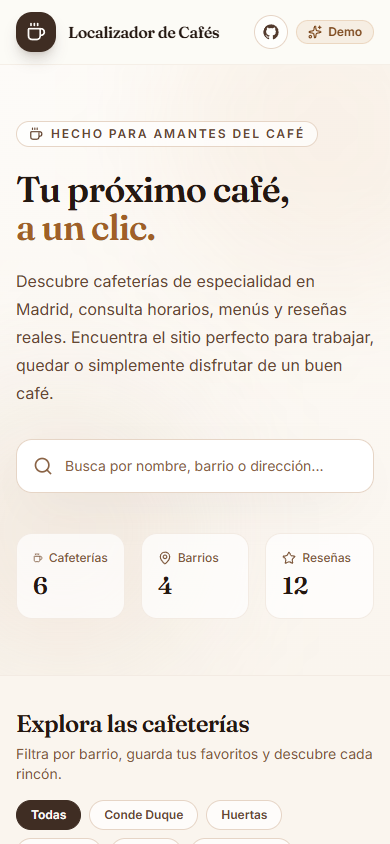 Localizador de Cafés
Demo
HECHO PARA AMANTES DEL CAFÉ
Tu próximo café,
a un clic.
Descubre cafeterías de especialidad en
Madrid, consulta horarios, menús y reseñas
reales. Encuentra el sitio perfecto para trabajar,
quedar o simplemente disfrutar de un buen
café.
Busca por nombre, barrio o dirección...
Cafeterías
6
Barrios
4
Reseñas
12
Explora las cafeterías
Filtra por barrio, guarda tus favoritos y descubre cada
rincón.
Todas
Conde Duque
Huertas